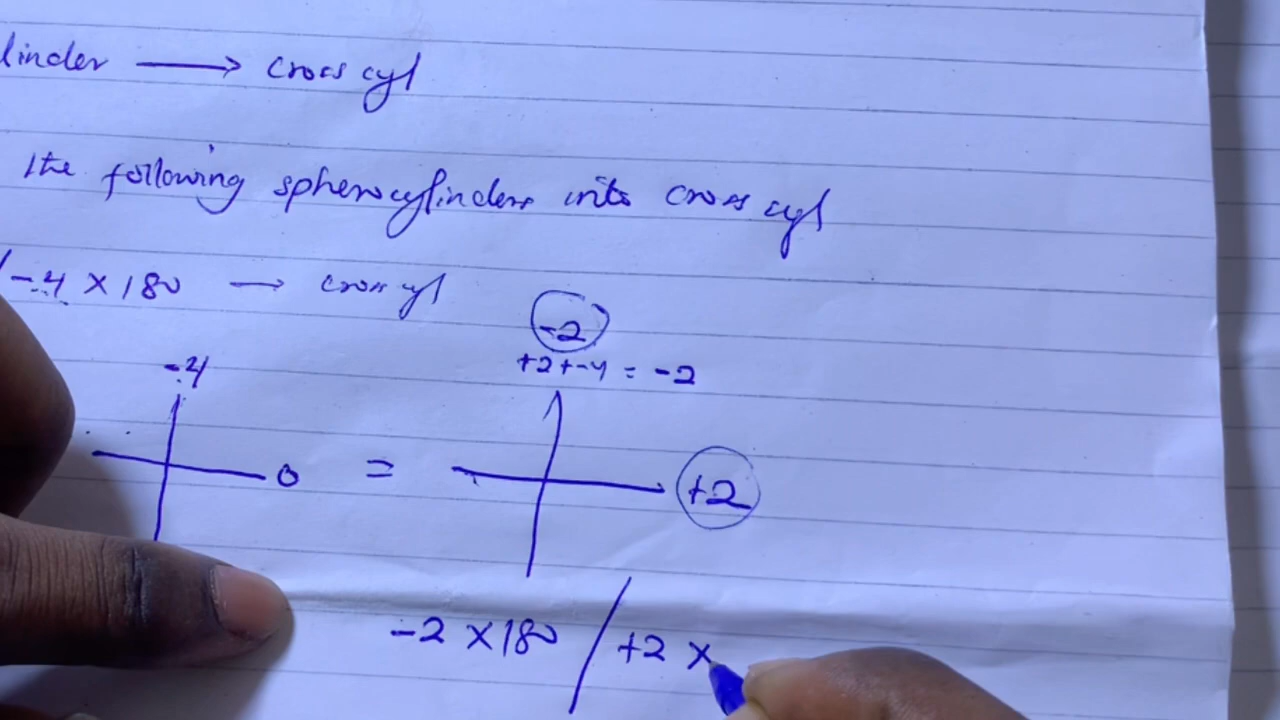 linder → cross cyl
the following spherocylinders into cross cyl
/-4 × 180 → cross cyl
-2
-4 +2+-4 = -2
0 = +2
-2 × 180 / +2 ×